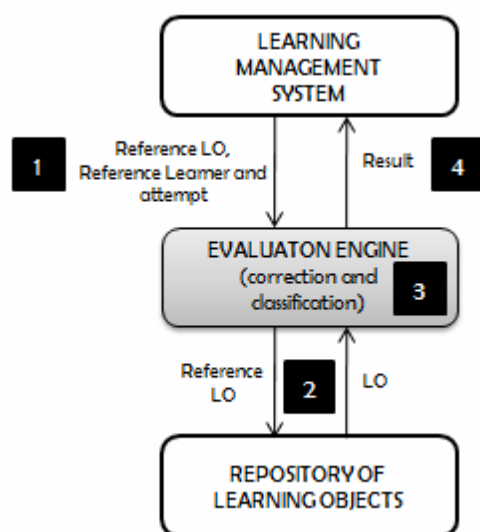 LEARNING
MANAGEMENT
SYSTEM
1
Reference LO,
Reference Learner and
attempt
Result
4
EVALUATON ENGINE
(correction and
classification)
3
Reference
LO
2
LO
REPOSITORY OF
LEARNING OBJECTS